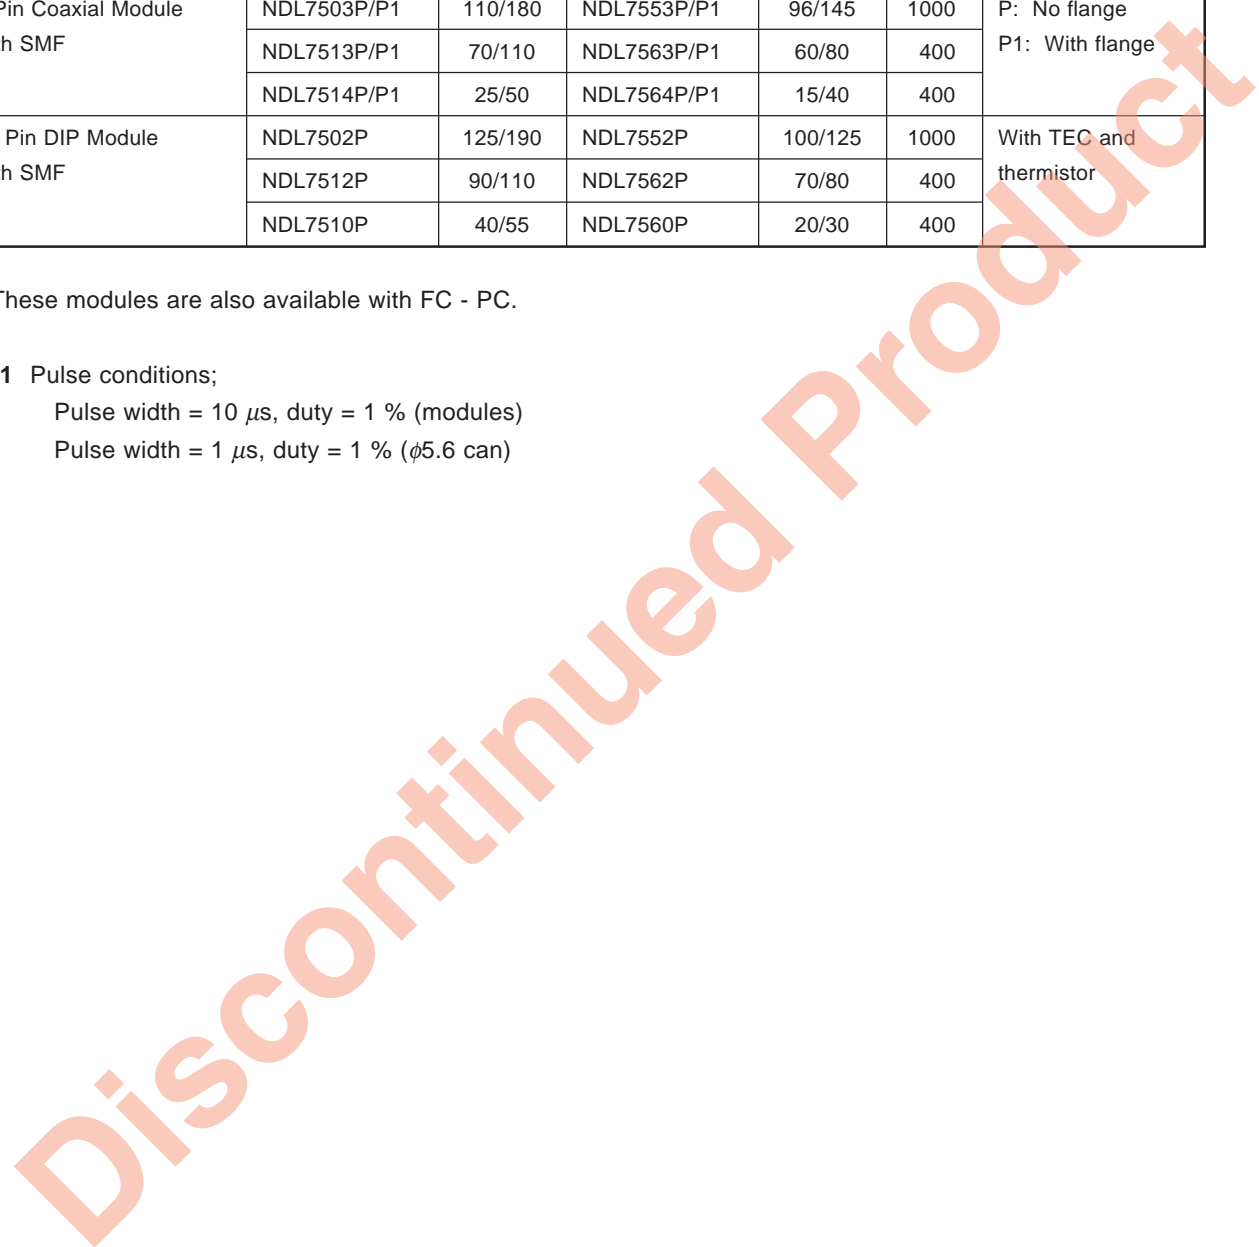 Pin Coaxial Module NDL7503P/P1 110/180 NDL7553P/P1 96/145 1000 P: No flange
th SMF NDL7513P/P1 70/110 NDL7563P/P1 60/80 400 P1: With flange
NDL7514P/P1 25/50 NDL7564P/P1 15/40 400
Pin DIP Module NDL7502P 125/190 NDL7552P 100/125 1000 With TEC and
th SMF NDL7512P 90/110 NDL7562P 70/80 400 thermistor
NDL7510P 40/55 NDL7560P 20/30 400
These modules are also available with FC - PC.
1 Pulse conditions;
Pulse width = 10 μs, duty = 1 % (modules)
Pulse width = 1 μs, duty = 1 % (ϕ5.6 can)
Discontinued Product